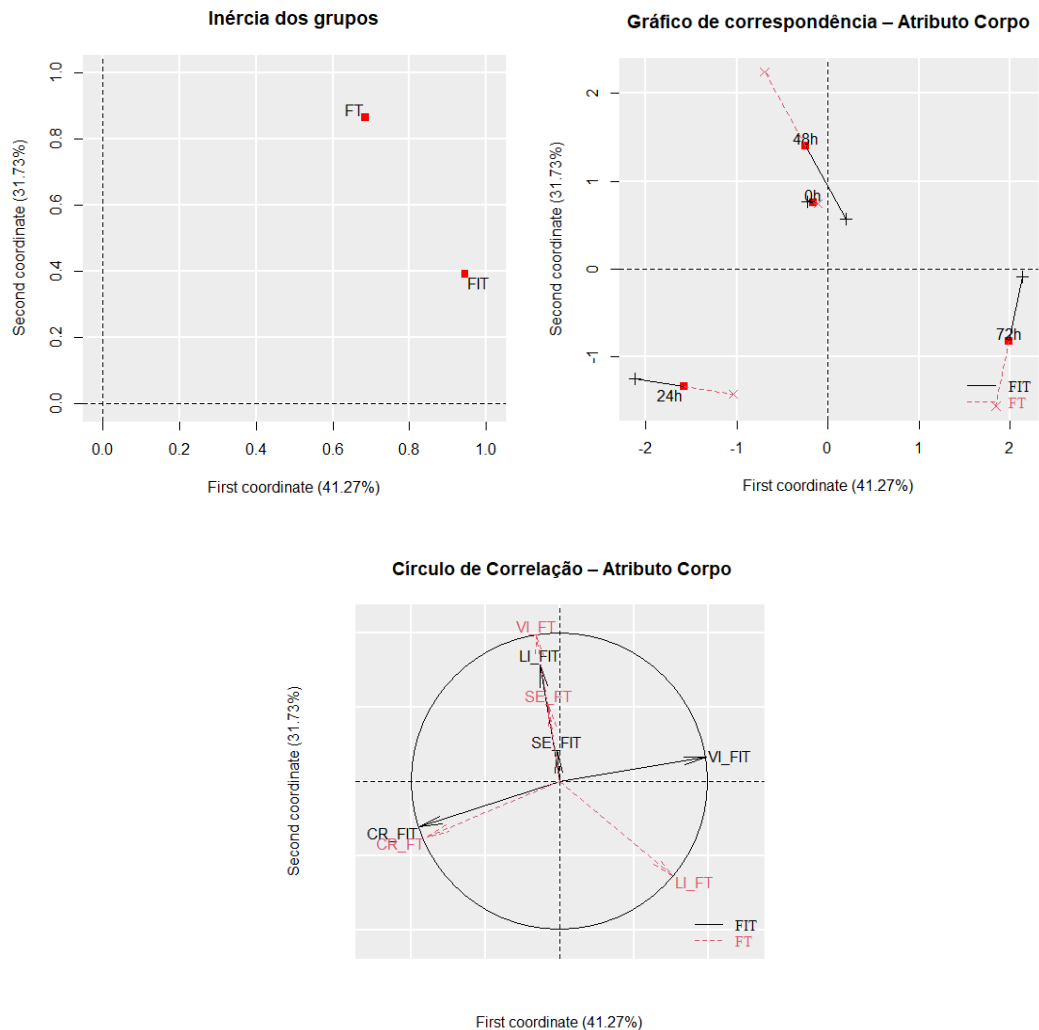 Inércia dos grupos
Second coordinate (31.73%)
0.0
0.2
0.4
0.6
0.8
1.0
FT
FIT
0.0 0.2 0.4 0.6 0.8 1.0
First coordinate (41.27%)
Gráfico de correspondência – Atributo Corpo
Second coordinate (31.73%)
-1
0
1
2
48h
0h
72h
24h
FIT
FT
-2 -1 0 1 2
First coordinate (41.27%)
Círculo de Correlação – Atributo Corpo
Second coordinate (31.73%)
VI_FT
LI_FIT
SE_FT
SE_FIT
VI_FIT
CR_FIT
CR_FT
LI_FT
FIT
FT
First coordinate (41.27%)